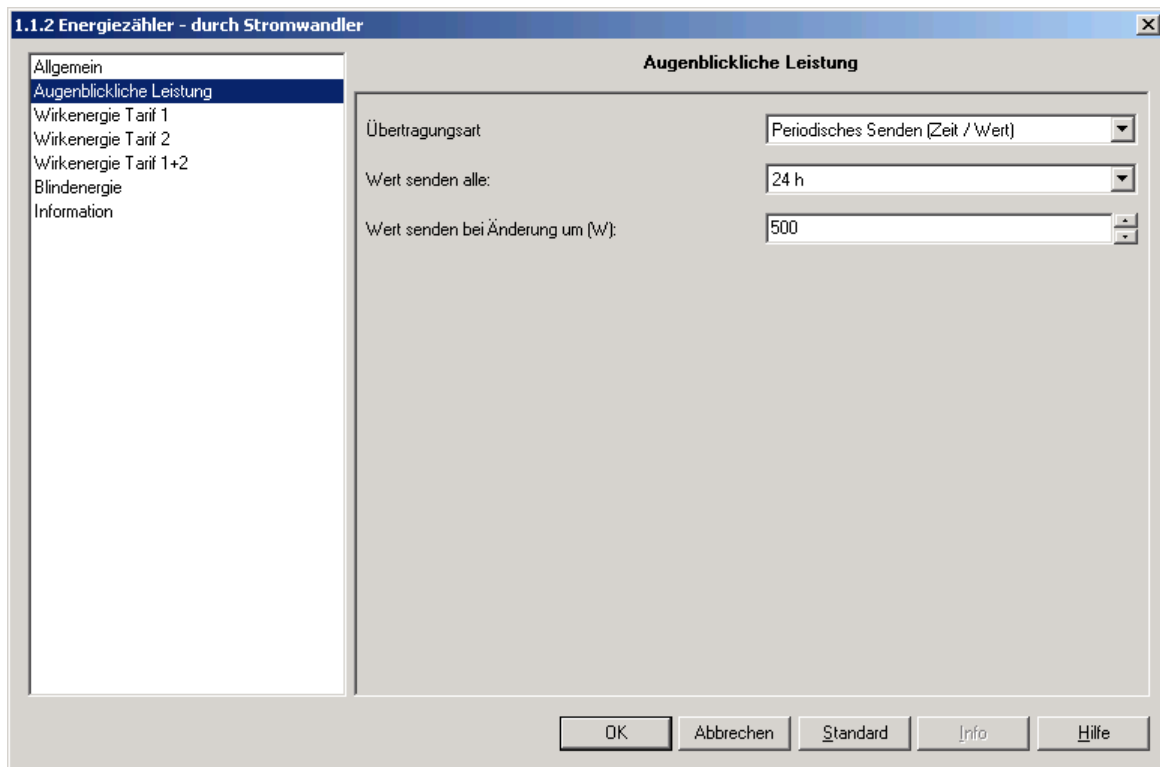 1.1.2 Energiezähler - durch Stromwandler
Allgemein
Augenblickliche Leistung
Wirkenergie Tarif 1
Wirkenergie Tarif 2
Wirkenergie Tarif 1+2
Blindenergie
Information
Augenblickliche Leistung
Übertragungsart
Periodisches Senden (Zeit / Wert)
Wert senden alle:
24 h
Wert senden bei Änderung um (W):
500
OK
Abbrechen
Standard
Info
Hilfe